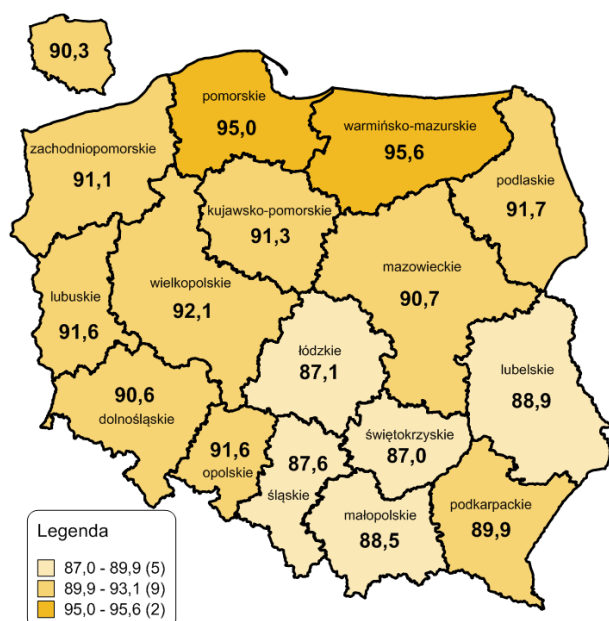 90,3
pomorskie
95,0
warmińsko-mazurskie
95,6
zachodniopomorskie
91,1
podlaskie
91,7
kujawsko-pomorskie
91,3
mazowieckie
90,7
wielkopolskie
92,1
lubuskie
91,6
łódzkie
87,1
lubelskie
88,9
90,6
dolnośląskie
91,6
opolskie
87,6
śląskie
świętokrzyskie
87,0
małopolskie
88,5
podkarpackie
89,9
Legenda
87,0 - 89,9 (5)
89,9 - 93,1 (9)
95,0 - 95,6 (2)